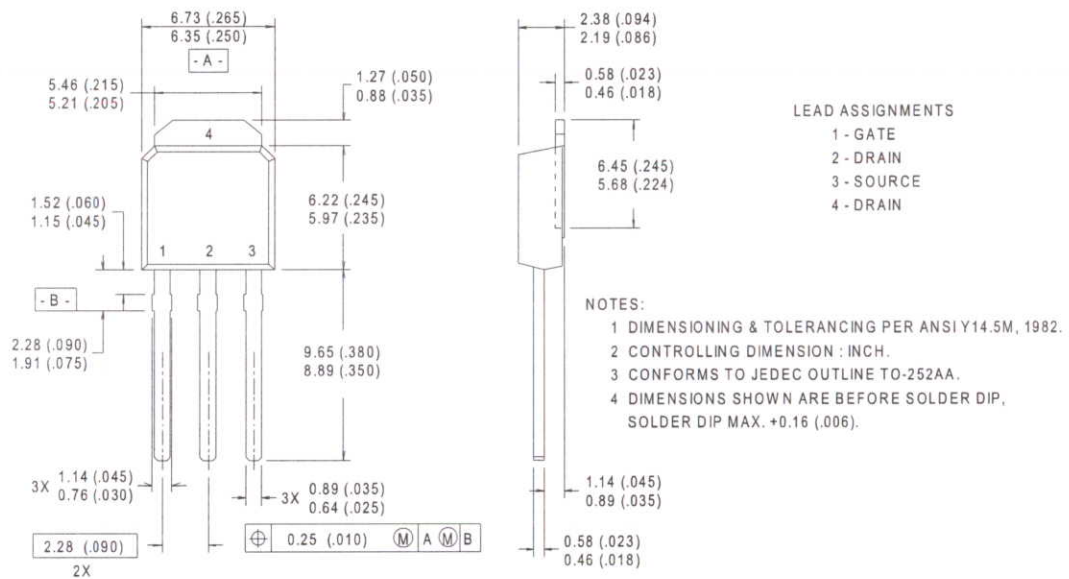 6.73 (.265)
6.35 (.250)
- A -
5.46 (.215)
5.21 (.205)
1.27 (.050)
0.88 (.035)
4
1.52 (.060)
1.15 (.045)
6.22 (.245)
5.97 (.235)
1 2 3
- B -
2.28 (.090)
1.91 (.075)
9.65 (.380)
8.89 (.350)
3X 1.14 (.045)
0.76 (.030)
3X 0.89 (.035)
0.64 (.025)
2.28 (.090)
2X
0.25 (.010) Ⓜ A Ⓜ B
2.38 (.094)
2.19 (.086)
0.58 (.023)
0.46 (.018)
6.45 (.245)
5.68 (.224)
1.14 (.045)
0.89 (.035)
0.58 (.023)
0.46 (.018)
LEAD ASSIGNMENTS
1 - GATE
2 - DRAIN
3 - SOURCE
4 - DRAIN
NOTES:
1 DIMENSIONING & TOLERANCING PER ANSI Y14.5M, 1982.
2 CONTROLLING DIMENSION : INCH.
3 CONFORMS TO JEDEC OUTLINE TO-252AA.
4 DIMENSIONS SHOWN ARE BEFORE SOLDER DIP,
SOLDER DIP MAX. +0.16 (.006).